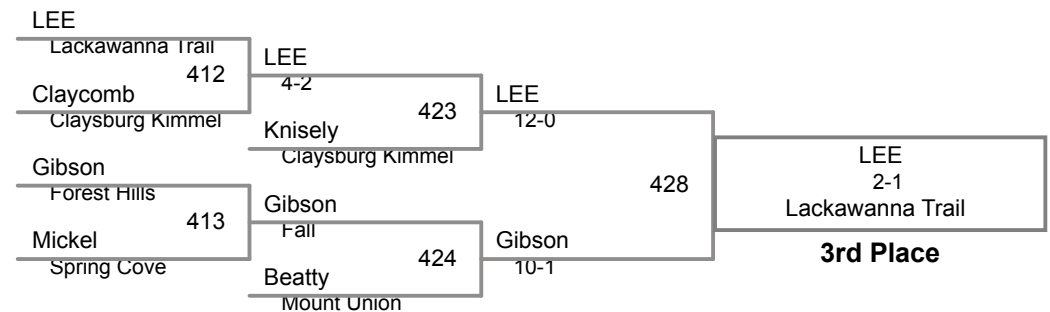 LEE
Lackawanna Trail
412
Claycomb
Claysburg Kimmel
Gibson
Forest Hills
413
Mickel
Spring Cove
LEE
4-2
423
Knisely
Claysburg Kimmel
Gibson
Fall
424
Beatty
Mount Union
LEE
12-0
428
Gibson
10-1
LEE
2-1
Lackawanna Trail
3rd Place